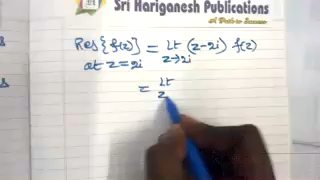 Sri Hariganesh Publications
A Path to Success
Res{f(z)} = Lt (z-2i) f(z)
at z=2i z→2i
= Lt
z